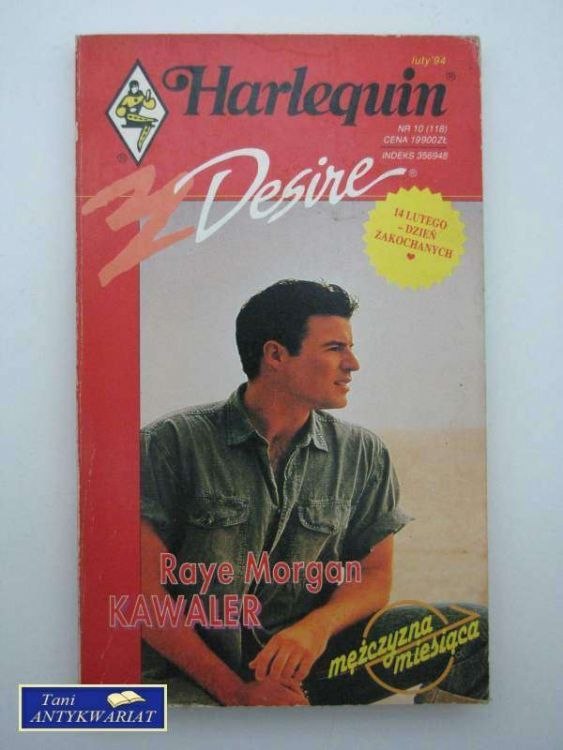 luty'94
Harlequin®
NR 10 (118)
CENA 19900ZŁ
INDEKS 356948
®
Desire®
14 LUTEGO
- DZIEŃ
ZAKOCHANYCH
Raye Morgan
KAWALER
mężczyzna
miesiąca
Tani
ANTYKWARIAT